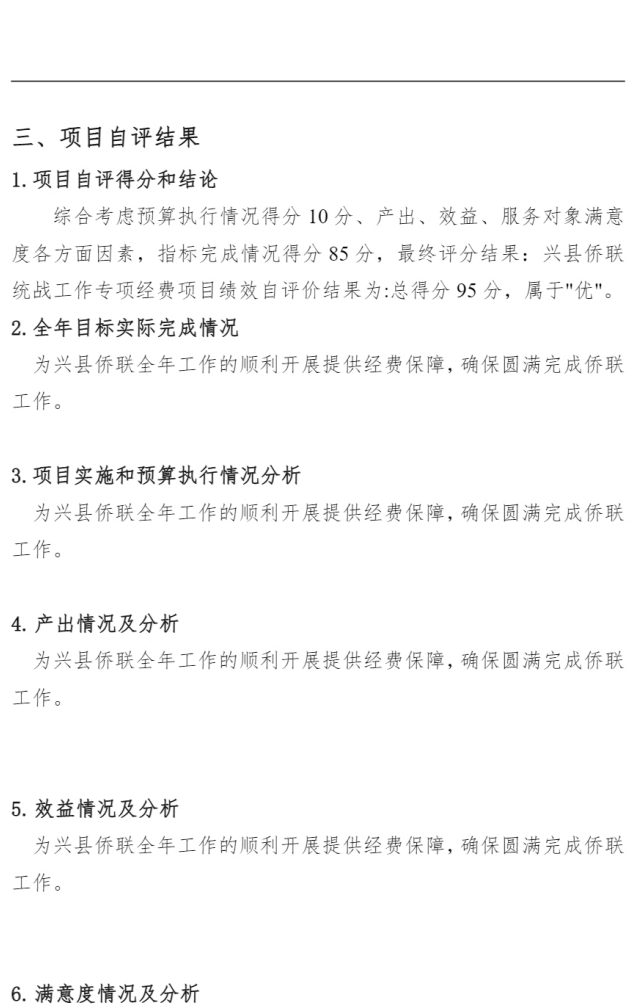 三、项目自评结果
1.项目自评得分和结论
综合考虑预算执行情况得分 10 分、产出、效益、服务对象满意
度各方面因素，指标完成情况得分 85 分，最终评分结果：兴县侨联
统战工作专项经费项目绩效自评价结果为:总得分 95 分，属于"优"。
2.全年目标实际完成情况
为兴县侨联全年工作的顺利开展提供经费保障，确保圆满完成侨联
工作。
3.项目实施和预算执行情况分析
为兴县侨联全年工作的顺利开展提供经费保障，确保圆满完成侨联
工作。
4.产出情况及分析
为兴县侨联全年工作的顺利开展提供经费保障，确保圆满完成侨联
工作。
5.效益情况及分析
为兴县侨联全年工作的顺利开展提供经费保障，确保圆满完成侨联
工作。
6.满意度情况及分析